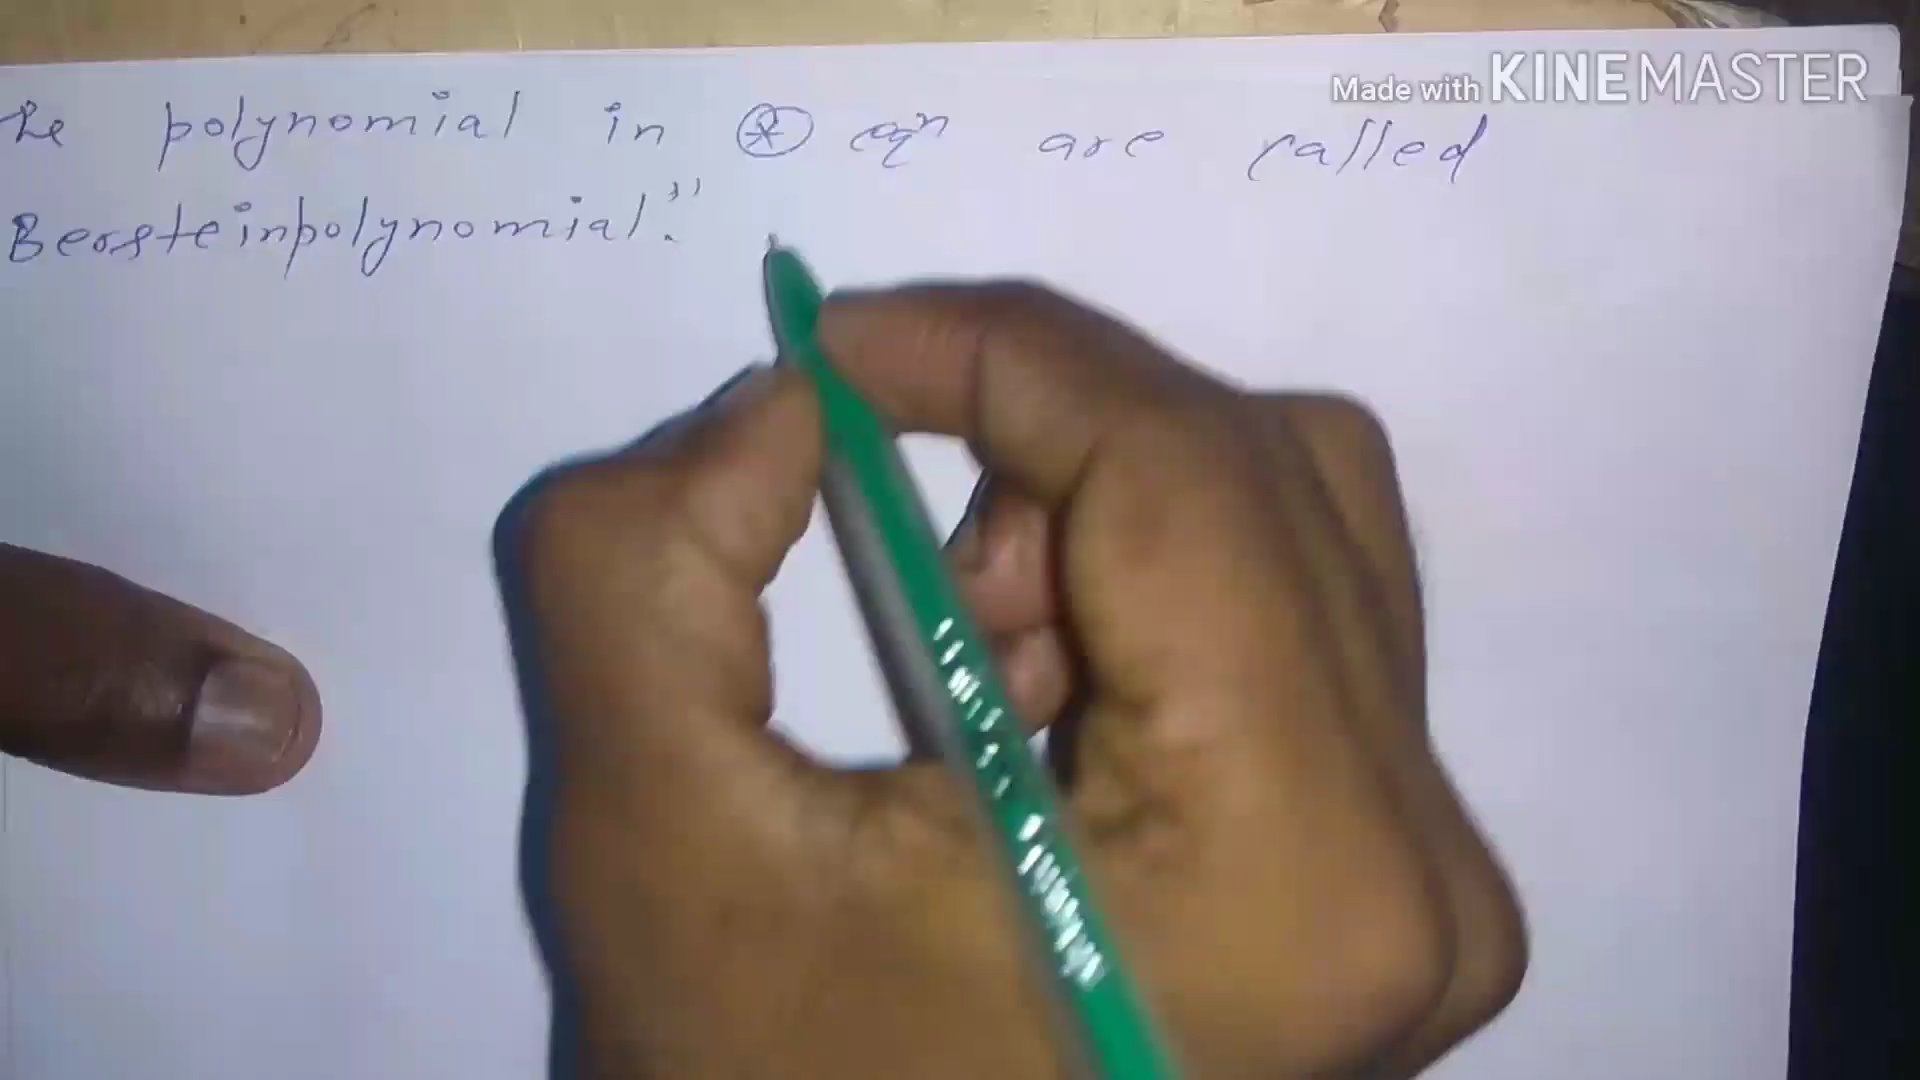 Made with KINEMASTER
he polynomial in ⊛ eqn are called
Bersteinpolynomial."